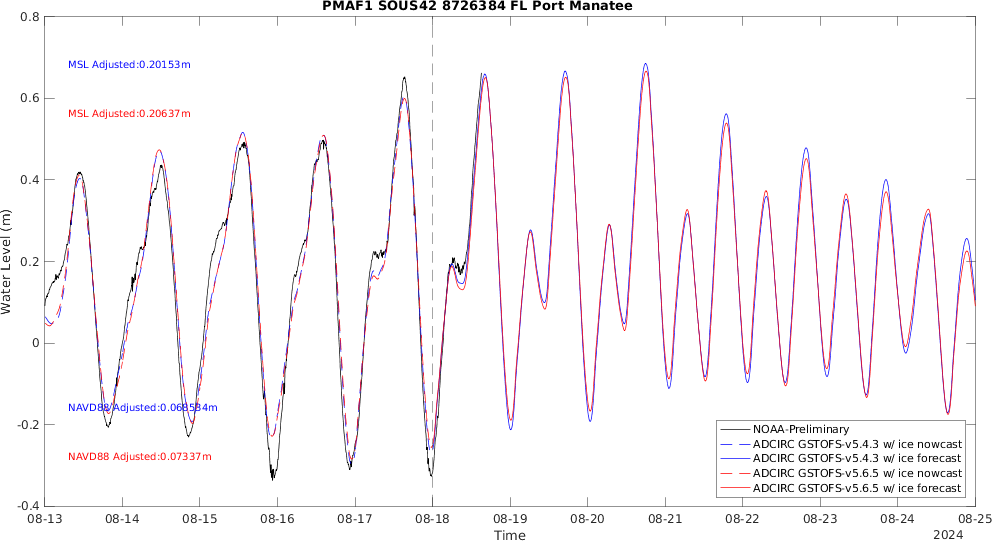 PMAF1 SOUS42 8726384 FL Port Manatee
0.8
0.6
0.4
0.2
0
-0.2
-0.4
Water Level (m)
MSL Adjusted:0.20153m
MSL Adjusted:0.20637m
NAVD88 Adjusted:0.068534m
NAVD88 Adjusted:0.07337m
NOAA-Preliminary
ADCIRC GSTOFS-v5.4.3 w/ ice nowcast
ADCIRC GSTOFS-v5.4.3 w/ ice forecast
ADCIRC GSTOFS-v5.6.5 w/ ice nowcast
ADCIRC GSTOFS-v5.6.5 w/ ice forecast
08-13 08-14 08-15 08-16 08-17 08-18 08-19 08-20 08-21 08-22 08-23 08-24 08-25
Time
2024